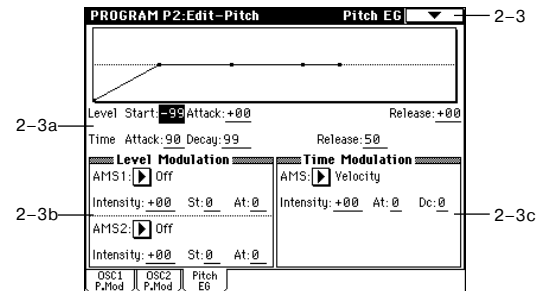 PROGRAM P2:Edit-Pitch Pitch EG
2-3
Level Start:-99 Attack:+00 Release:+00
2-3a
Time Attack:90 Decay:99 Release:50
Level Modulation Time Modulation
AMS1: Off AMS: Velocity
Intensity:+00 St:0 At:0 Intensity:+00 At:0 Dc:0
2-3b 2-3c
AMS2: Off
Intensity:+00 St:0 At:0
OSC1 P.Mod OSC2 P.Mod Pitch EG